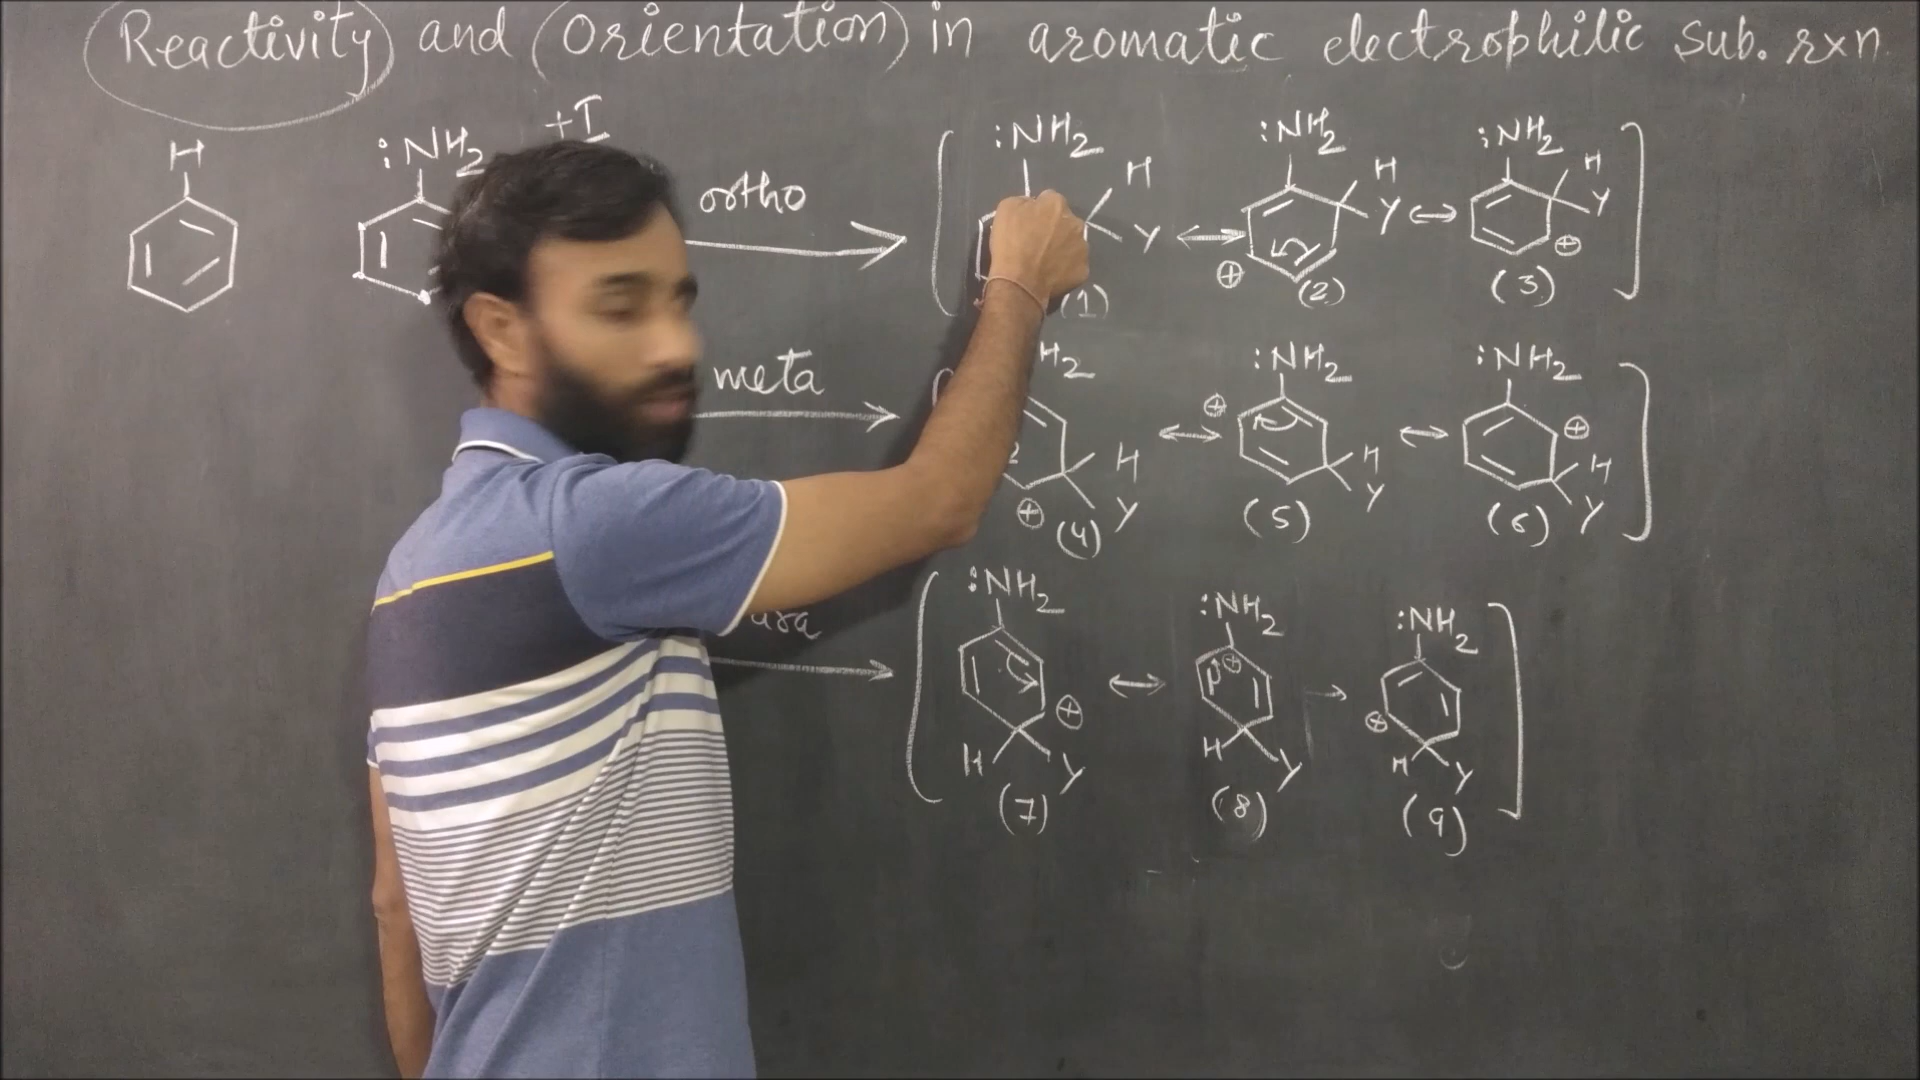 Reactivity and Orientation in aromatic electrophilic sub. rxn
H :NH2 +I
ortho :NH2 H Y (1) ↔ :NH2 H Y ⊕ (2) ↔ :NH2 H Y ⊕ (3)
meta H2 H Y ⊕ (4) ↔ :NH2 ⊕ H Y (5) ↔ :NH2 ⊕ H Y (6)
:NH2 ⊕ H Y (7) ↔ :NH2 ⊕ H Y (8) → :NH2 ⊕ H Y (9)